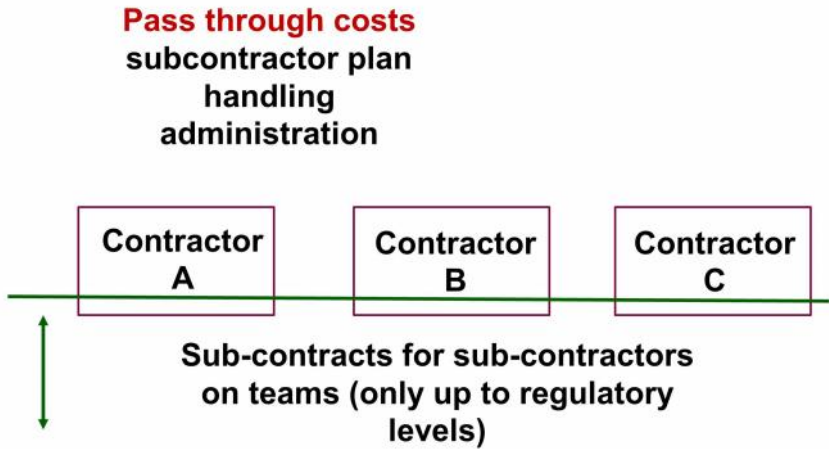 Pass through costs
subcontractor plan
handling
administration
Contractor
A
Contractor
B
Contractor
C
Sub-contracts for sub-contractors
on teams (only up to regulatory
levels)